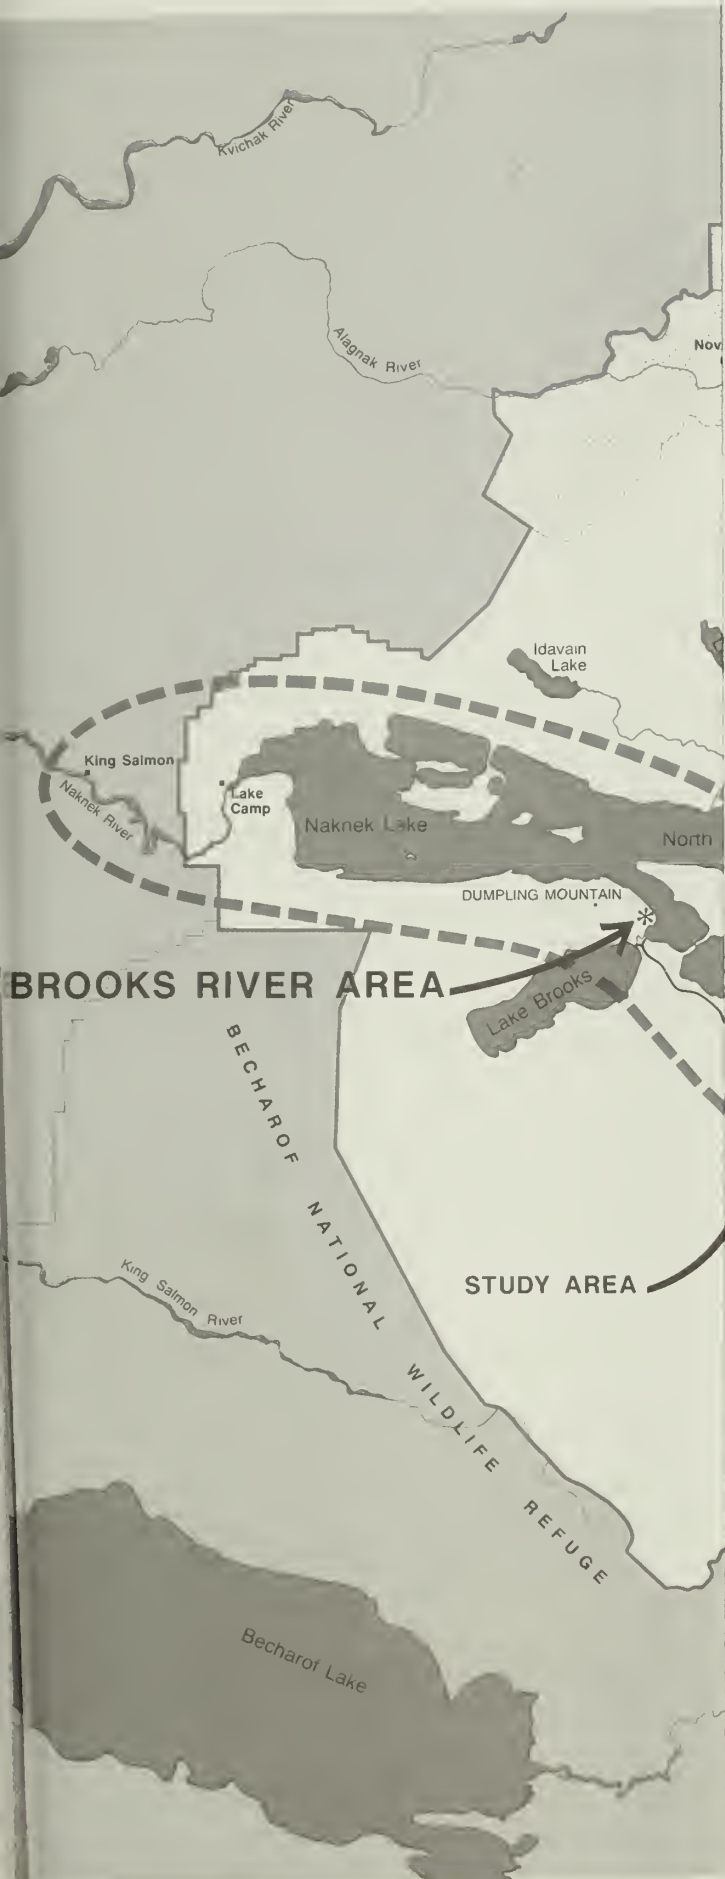 Kvichak River
Alagnak River
Nov
Idavain
Lake
King Salmon
Lake
Camp
Naknek River
Naknek Lake
North
DUMPLING MOUNTAIN
*
BROOKS RIVER AREA
Lake Brooks
BECHAROF NATIONAL WILDLIFE REFUGE
STUDY AREA
King Salmon River
Becharof Lake